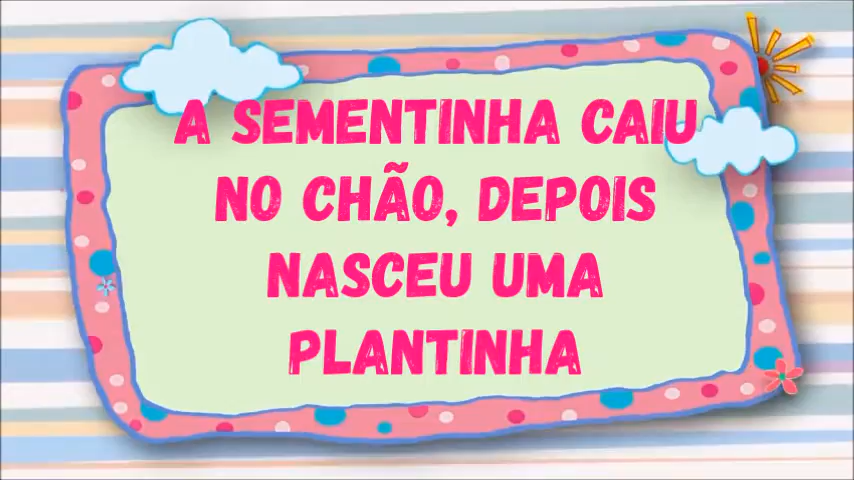 A SEMENTINHA CAIU
NO CHÃO, DEPOIS
NASCEU UMA
PLANTINHA